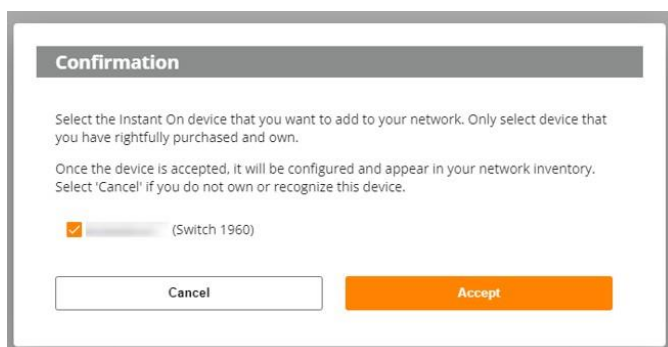 Confirmation
Select the Instant On device that you want to add to your network. Only select device that
you have rightfully purchased and own.
Once the device is accepted, it will be configured and appear in your network inventory.
Select 'Cancel' if you do not own or recognize this device.
(Switch 1960)
Cancel
Accept